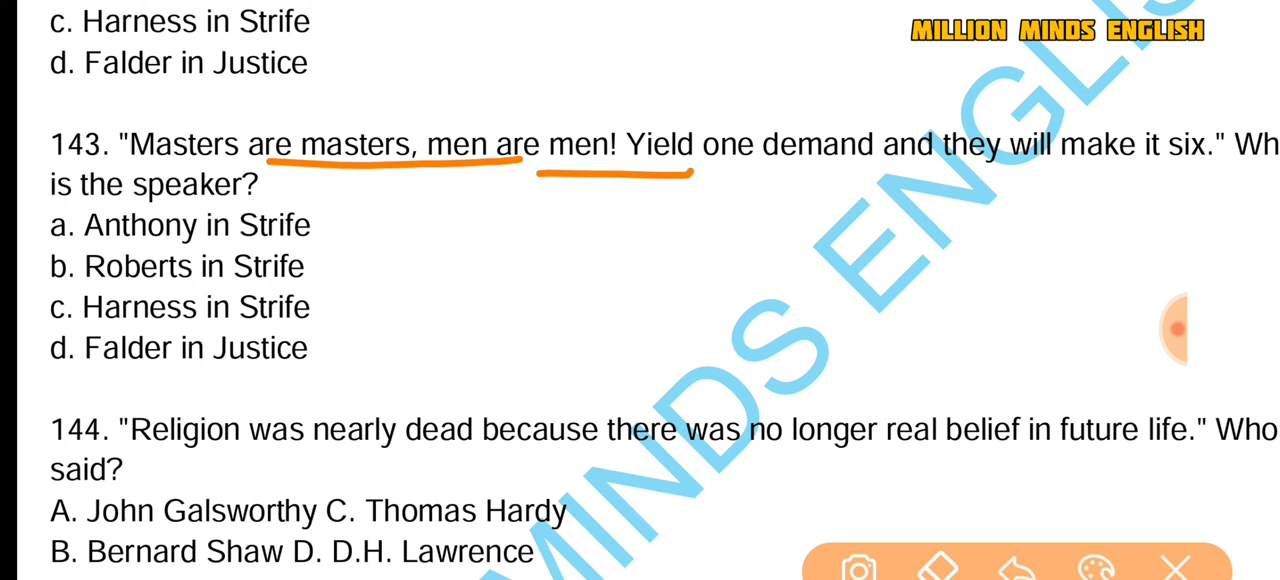 c. Harness in Strife
MILLION MINDS ENGLISH
d. Falder in Justice
143. "Masters are masters, men are men! Yield one demand and they will make it six." Wh
is the speaker?
a. Anthony in Strife
b. Roberts in Strife
c. Harness in Strife
d. Falder in Justice
144. "Religion was nearly dead because there was no longer real belief in future life." Who
said?
A. John Galsworthy C. Thomas Hardy
B. Bernard Shaw D. D.H. Lawrence
MINDS ENGLIS